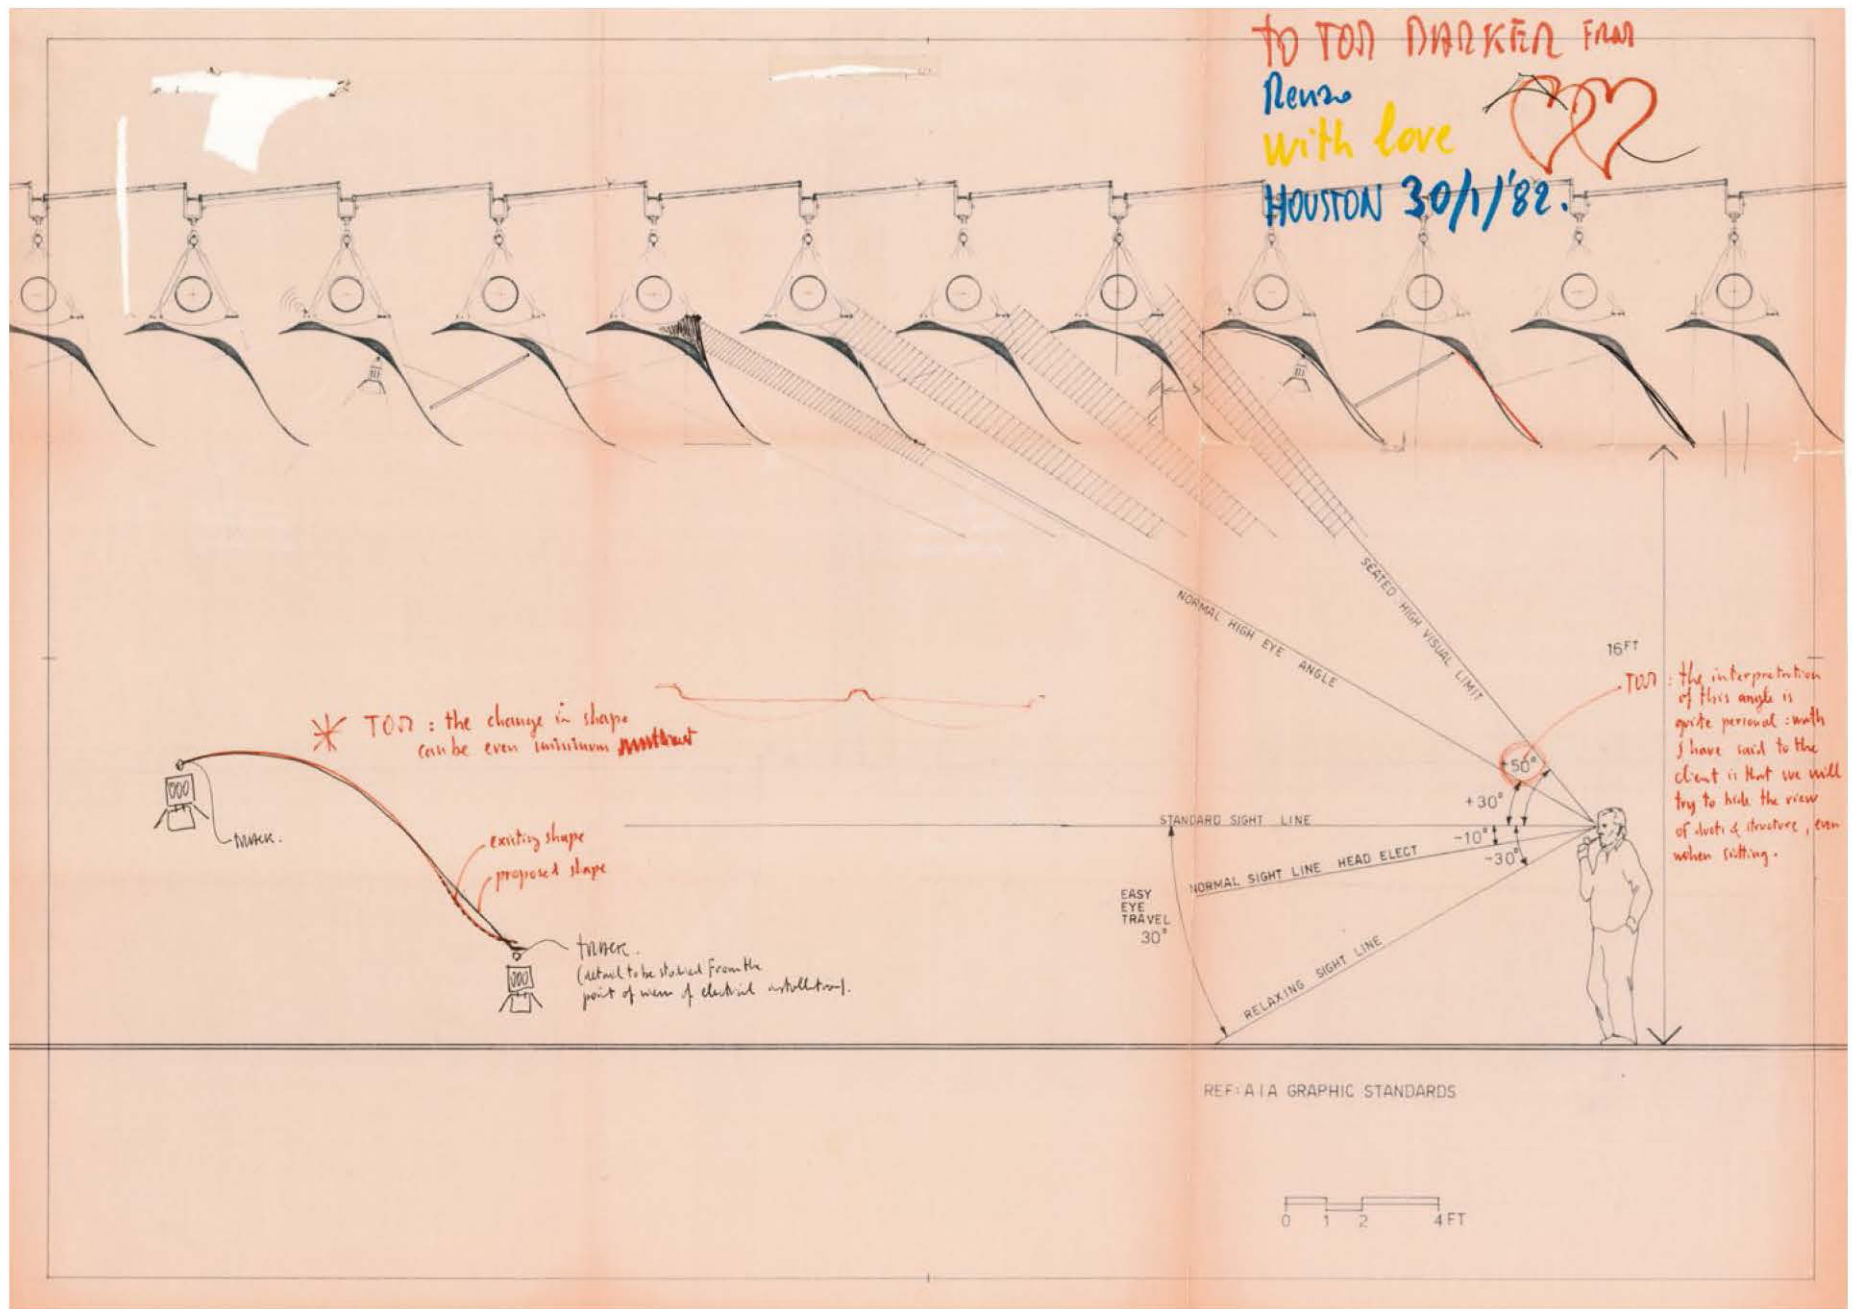 TO TOM BARKER FROM
Renzo
With love
HOUSTON 30/1/'82.
SEATED HIGH VISUAL LIMIT
NORMAL HIGH EYE ANGLE
16FT
TOM : the interpretation
of this angle is
quite personal : what
I have said to the
client is that we will
try to hide the view
of ducts & structure, even
when sitting.
TOM : the change in shape
can be even minimum
+50°
+30°
STANDARD SIGHT LINE
-10°
-30°
NORMAL SIGHT LINE HEAD ELECT
EASY
EYE
TRAVEL
30°
RELAXING SIGHT LINE
TRACK.
existing shape
proposed shape
TRACK.
(detail to be studied from the
point of view of electrical installation).
REF: AIA GRAPHIC STANDARDS
0 1 2 4 FT